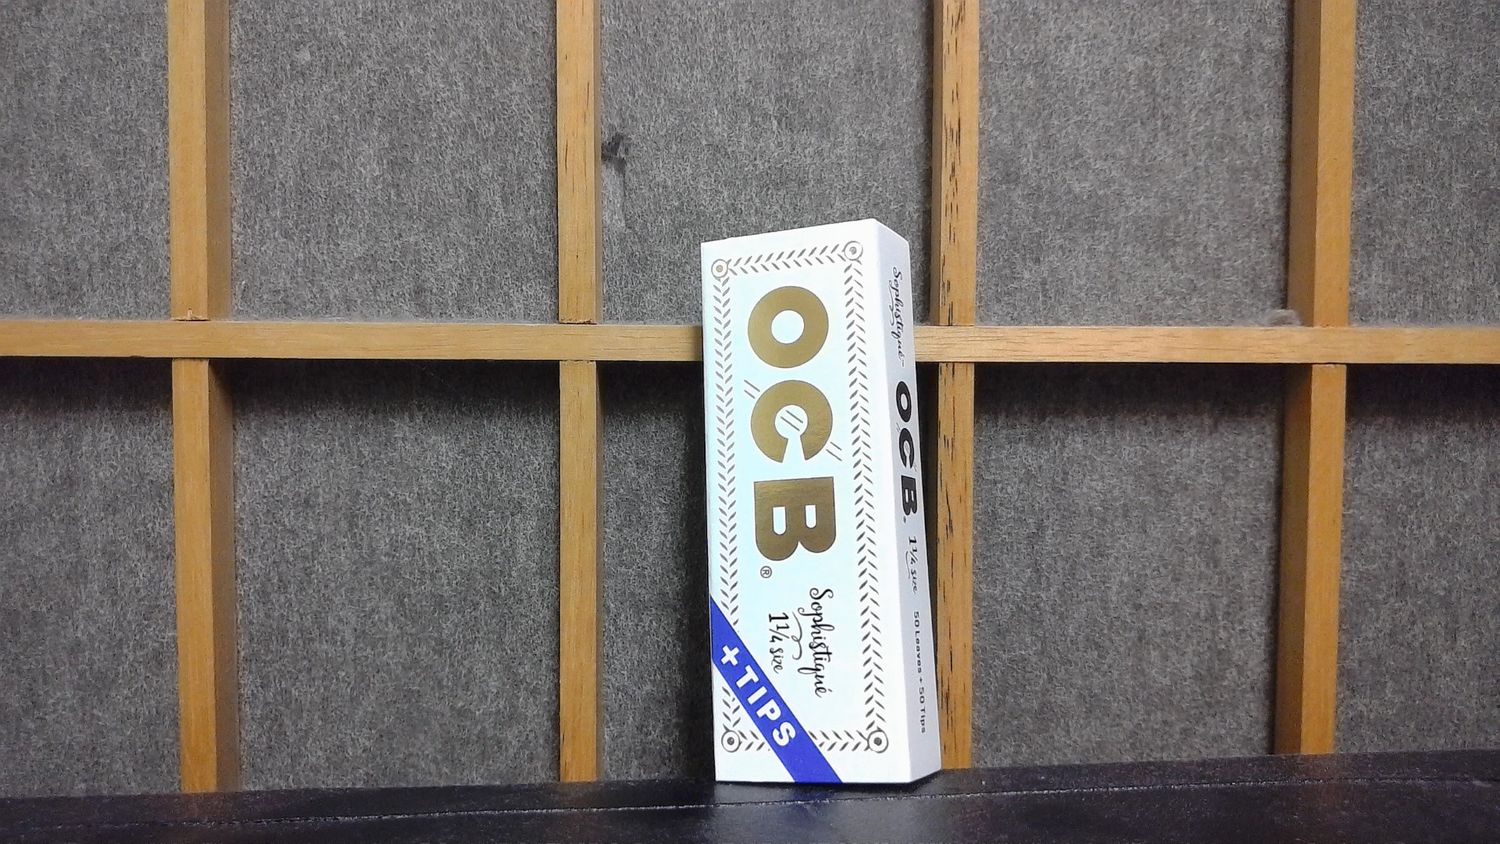 OCB®
Sophistiqué
1¼ size
+TIPS
Sophistiqué OCB® 1¼ size 50 Leaves + 50 Tips